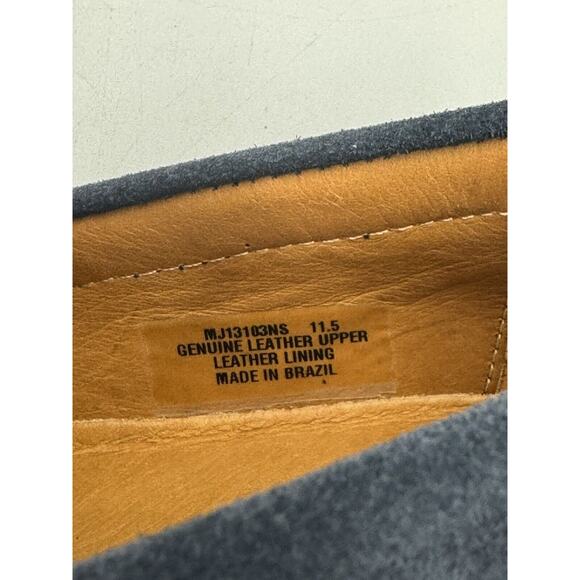 MJ13103NS 11.5
GENUINE LEATHER UPPER
LEATHER LINING
MADE IN BRAZIL